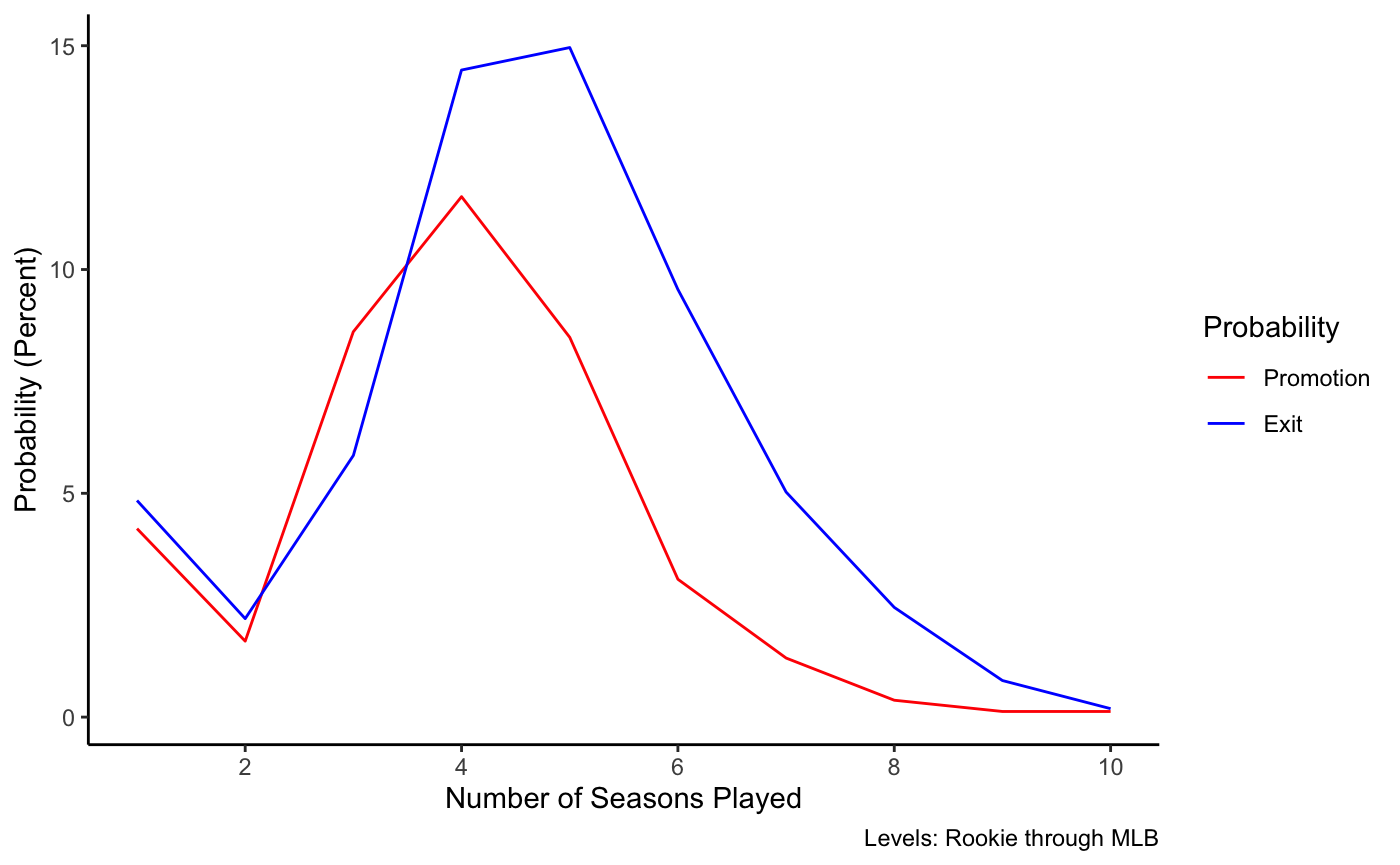 15
10
5
0
Probability (Percent)
2
4
6
8
10
Number of Seasons Played
Levels: Rookie through MLB
Probability
Promotion
Exit